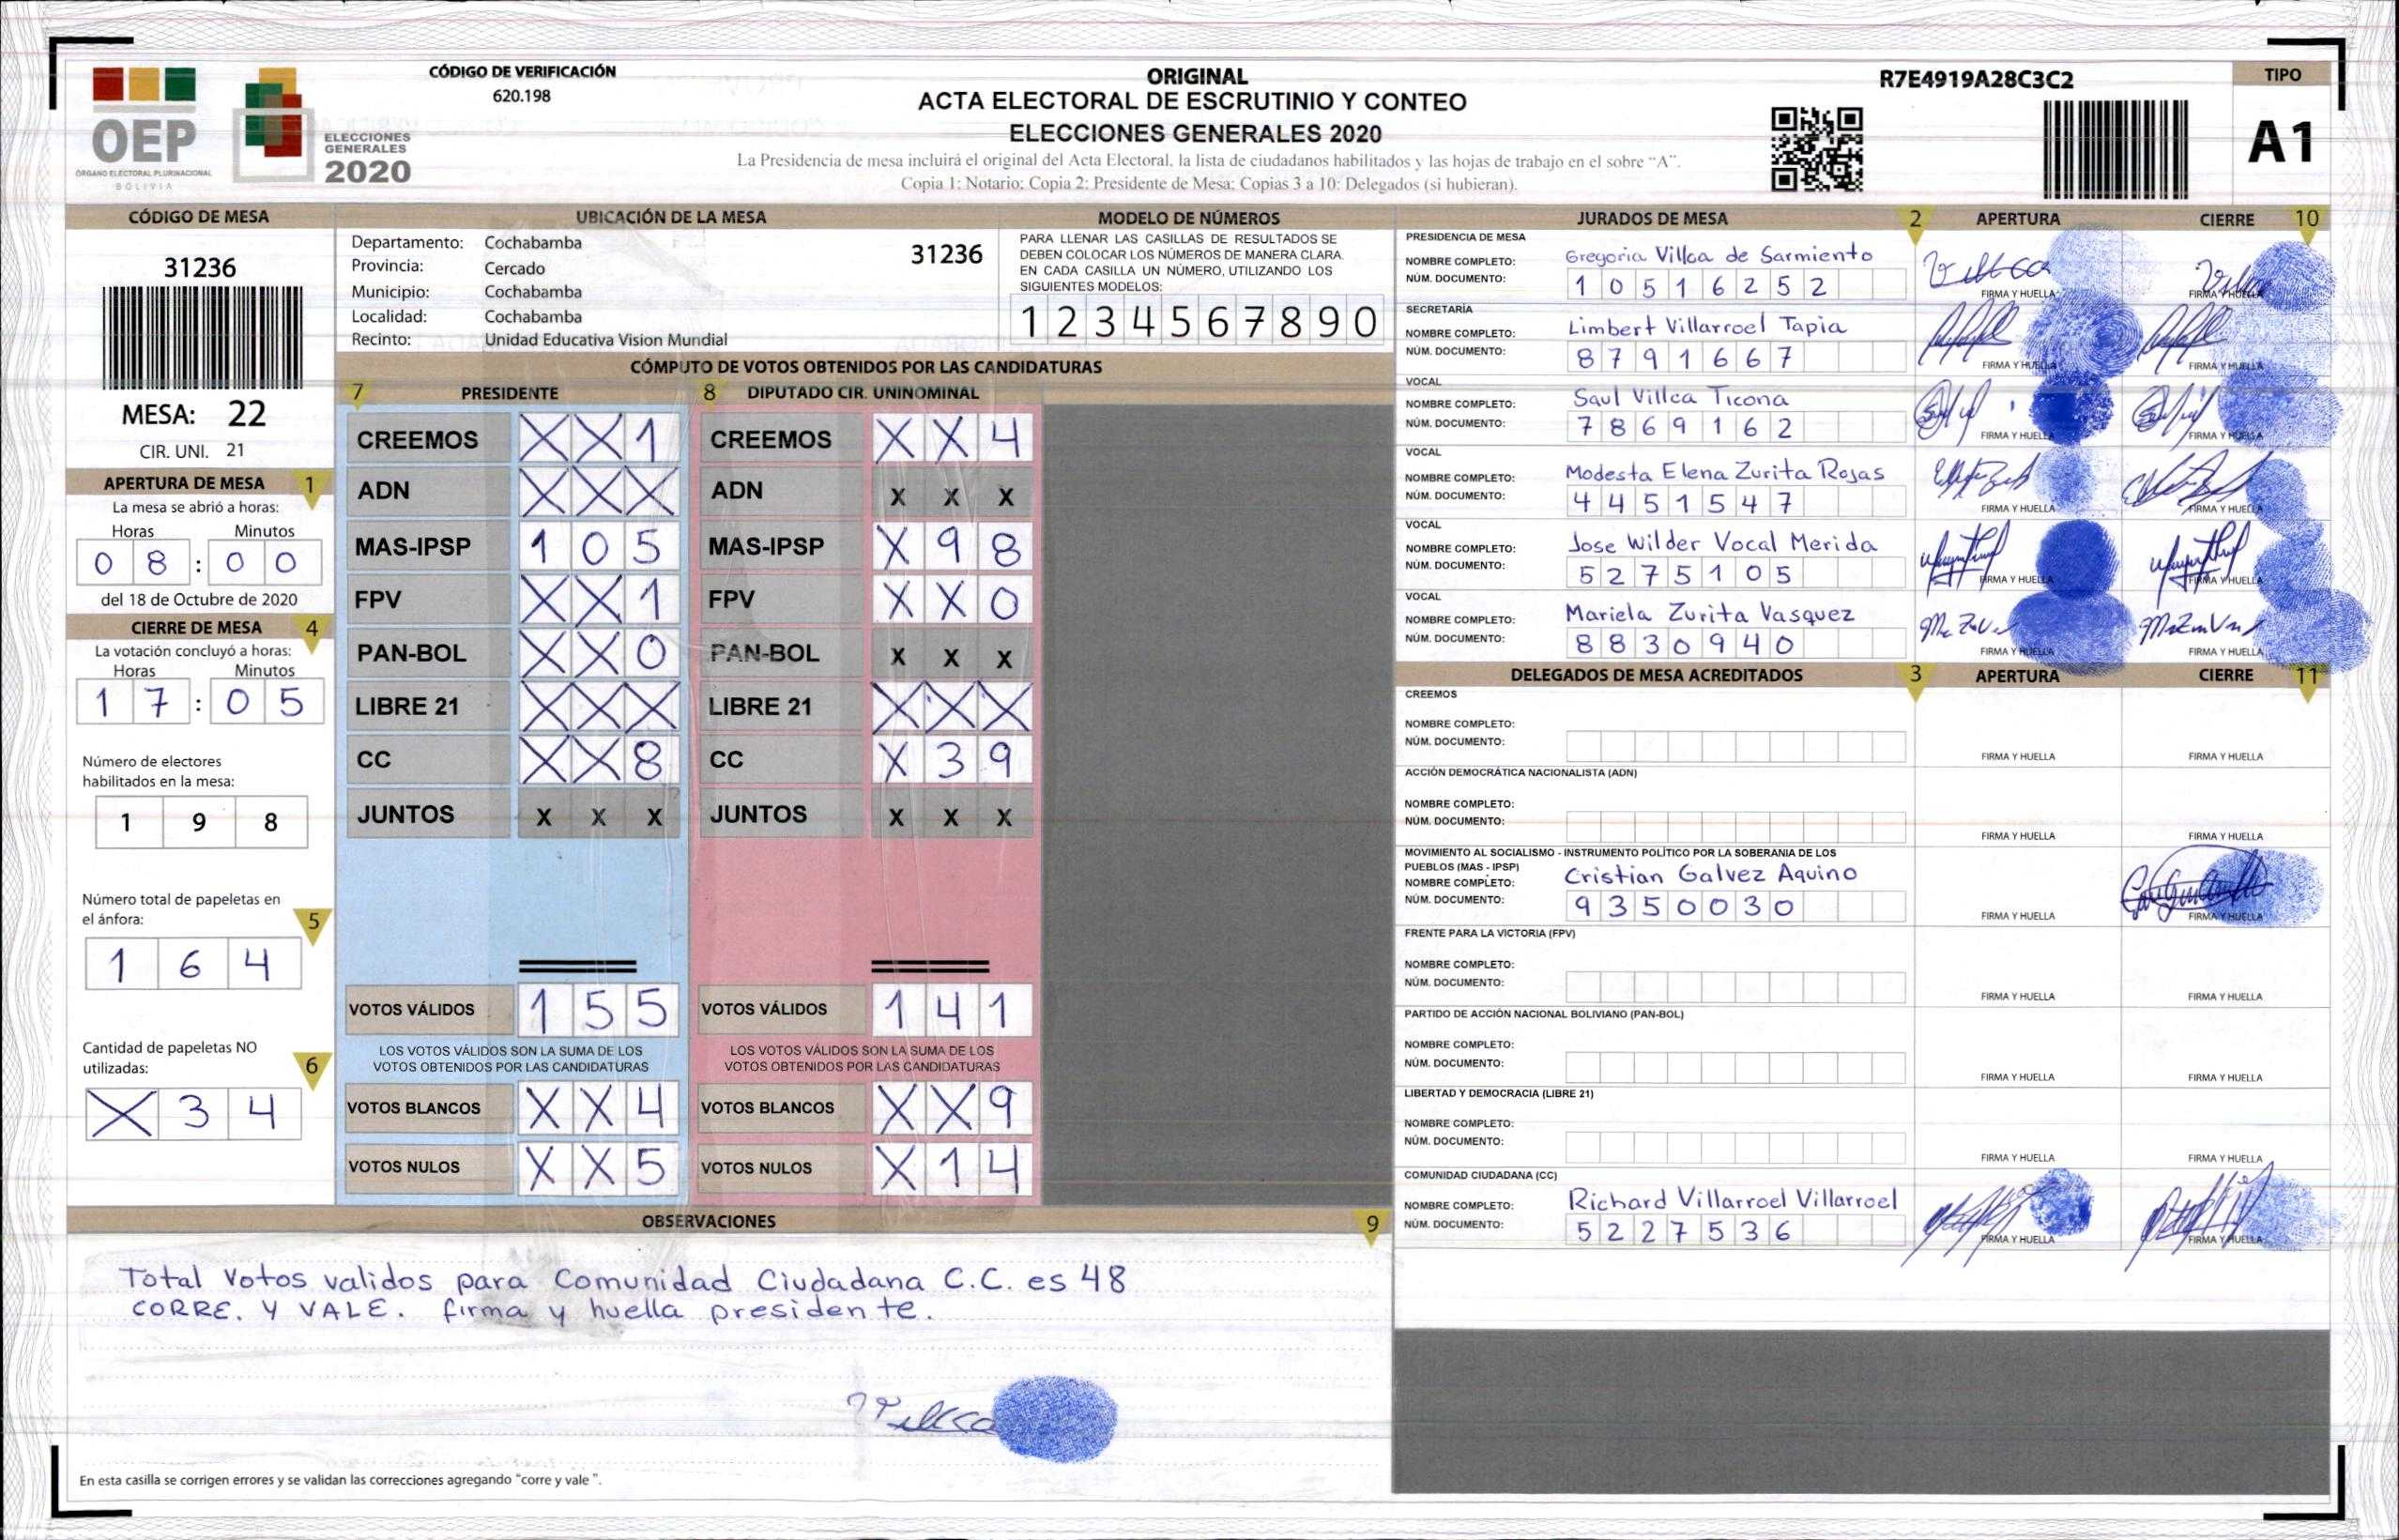 OEP
ÓRGANO ELECTORAL PLURINACIONAL
BOLIVIA
ELECCIONES
GENERALES
2020
CÓDIGO DE VERIFICACIÓN
620.198
ORIGINAL
ACTA ELECTORAL DE ESCRUTINIO Y CONTEO
ELECCIONES GENERALES 2020
La Presidencia de mesa incluirá el original del Acta Electoral, la lista de ciudadanos habilitados y las hojas de trabajo en el sobre "A".
Copia 1: Notario; Copia 2: Presidente de Mesa; Copias 3 a 10: Delegados (si hubieran).
R7E4919A28C3C2
TIPO
A1
CÓDIGO DE MESA
31236
MESA: 22
CIR. UNI. 21
APERTURA DE MESA 1
La mesa se abrió a horas:
Horas Minutos
0 8 : 0 0
del 18 de Octubre de 2020
CIERRE DE MESA 4
La votación concluyó a horas:
Horas Minutos
1 7 : 0 5
Número de electores
habilitados en la mesa:
1 9 8
Número total de papeletas en
el ánfora: 5
1 6 4
Cantidad de papeletas NO
utilizadas: 6
X 3 4
UBICACIÓN DE LA MESA
Departamento: Cochabamba 31236
Provincia: Cercado
Municipio: Cochabamba
Localidad: Cochabamba
Recinto: Unidad Educativa Vision Mundial
MODELO DE NÚMEROS
PARA LLENAR LAS CASILLAS DE RESULTADOS SE
DEBEN COLOCAR LOS NÚMEROS DE MANERA CLARA.
EN CADA CASILLA UN NÚMERO, UTILIZANDO LOS
SIGUIENTES MODELOS:
1 2 3 4 5 6 7 8 9 0
CÓMPUTO DE VOTOS OBTENIDOS POR LAS CANDIDATURAS
7 PRESIDENTE
CREEMOS X X 1
ADN X X X
MAS-IPSP 1 0 5
FPV X X 1
PAN-BOL X X 0
LIBRE 21 X X X
CC X X 8
JUNTOS X X X
VOTOS VÁLIDOS 1 5 5
LOS VOTOS VÁLIDOS SON LA SUMA DE LOS
VOTOS OBTENIDOS POR LAS CANDIDATURAS
VOTOS BLANCOS X X 4
VOTOS NULOS X X 5
8 DIPUTADO CIR. UNINOMINAL
CREEMOS X X 4
ADN X X X
MAS-IPSP X 9 8
FPV X X 0
PAN-BOL X X X
LIBRE 21 X X X
CC X 3 9
JUNTOS X X X
VOTOS VÁLIDOS 1 4 1
LOS VOTOS VÁLIDOS SON LA SUMA DE LOS
VOTOS OBTENIDOS POR LAS CANDIDATURAS
VOTOS BLANCOS X X 9
VOTOS NULOS X 1 4
OBSERVACIONES 9
Total Votos validos para Comunidad Ciudadana C.C. es 48
CORRE. Y VALE. firma y huella presidente.
Villca
En esta casilla se corrigen errores y se validan las correcciones agregando "corre y vale ".
JURADOS DE MESA 2 APERTURA CIERRE 10
PRESIDENCIA DE MESA
NOMBRE COMPLETO: Gregoria Villca de Sarmiento
NÚM. DOCUMENTO: 1 0 5 1 6 2 5 2
FIRMA Y HUELLA FIRMA Y HUELLA
SECRETARÍA
NOMBRE COMPLETO: Limbert Villarroel Tapia
NÚM. DOCUMENTO: 8 7 9 1 6 6 7
FIRMA Y HUELLA FIRMA Y HUELLA
VOCAL
NOMBRE COMPLETO: Saul Villca Ticona
NÚM. DOCUMENTO: 7 8 6 9 1 6 2
FIRMA Y HUELLA FIRMA Y HUELLA
VOCAL
NOMBRE COMPLETO: Modesta Elena Zurita Rojas
NÚM. DOCUMENTO: 4 4 5 1 5 4 7
FIRMA Y HUELLA FIRMA Y HUELLA
VOCAL
NOMBRE COMPLETO: Jose Wilder Vocal Merida
NÚM. DOCUMENTO: 5 2 7 5 1 0 5
FIRMA Y HUELLA FIRMA Y HUELLA
VOCAL
NOMBRE COMPLETO: Mariela Zurita Vasquez
NÚM. DOCUMENTO: 8 8 3 0 9 4 0
FIRMA Y HUELLA FIRMA Y HUELLA
DELEGADOS DE MESA ACREDITADOS 3 APERTURA CIERRE 11
CREEMOS
NOMBRE COMPLETO:
NÚM. DOCUMENTO:
FIRMA Y HUELLA FIRMA Y HUELLA
ACCIÓN DEMOCRÁTICA NACIONALISTA (ADN)
NOMBRE COMPLETO:
NÚM. DOCUMENTO:
FIRMA Y HUELLA FIRMA Y HUELLA
MOVIMIENTO AL SOCIALISMO - INSTRUMENTO POLÍTICO POR LA SOBERANIA DE LOS
PUEBLOS (MAS - IPSP)
NOMBRE COMPLETO: Cristian Galvez Aquino
NÚM. DOCUMENTO: 9 3 5 0 0 3 0
FIRMA Y HUELLA FIRMA Y HUELLA
FRENTE PARA LA VICTORIA (FPV)
NOMBRE COMPLETO:
NÚM. DOCUMENTO:
FIRMA Y HUELLA FIRMA Y HUELLA
PARTIDO DE ACCIÓN NACIONAL BOLIVIANO (PAN-BOL)
NOMBRE COMPLETO:
NÚM. DOCUMENTO:
FIRMA Y HUELLA FIRMA Y HUELLA
LIBERTAD Y DEMOCRACIA (LIBRE 21)
NOMBRE COMPLETO:
NÚM. DOCUMENTO:
FIRMA Y HUELLA FIRMA Y HUELLA
COMUNIDAD CIUDADANA (CC)
NOMBRE COMPLETO: Richard Villarroel Villarroel
NÚM. DOCUMENTO: 5 2 2 7 5 3 6
FIRMA Y HUELLA FIRMA Y HUELLA